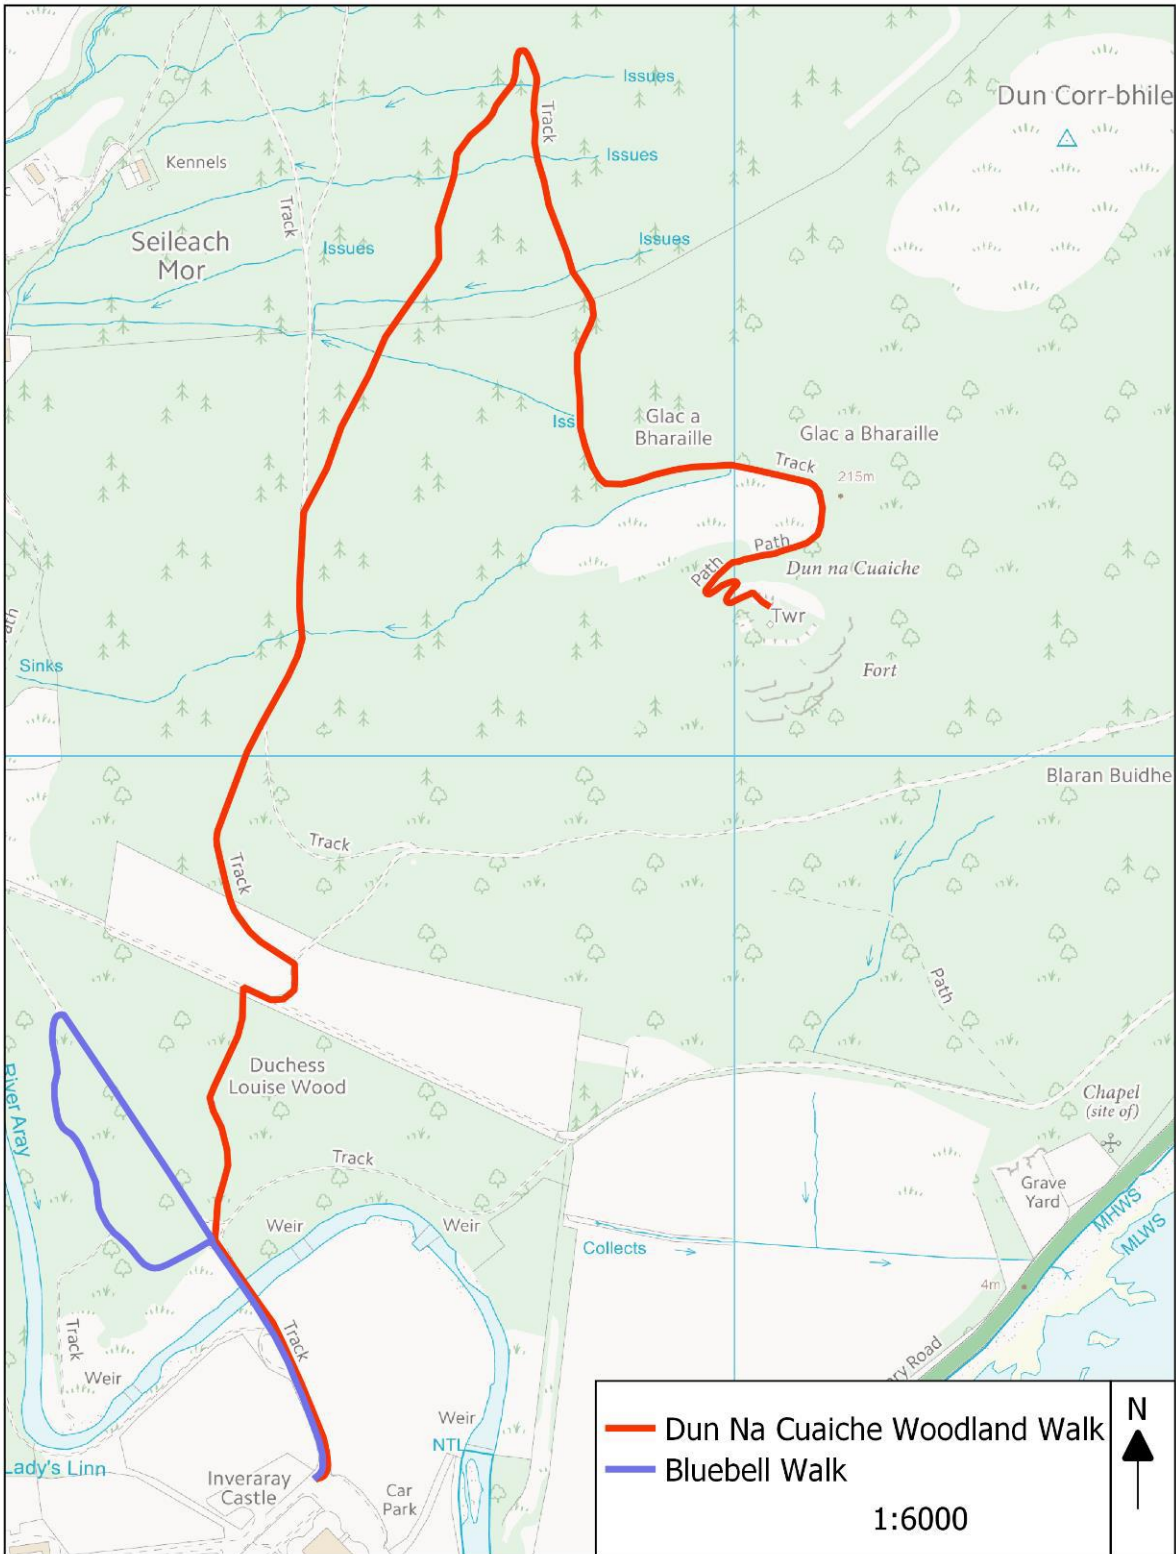 Issues
Dun Corr-bhile
Track
Kennels
Issues
Track
Seileach
Mor
Issues
Issues
Iss
Glac a
Bharaille
Glac a Bharaille
Track
215m
Path
Path
Dun na Cuaiche
Twr
ath
Sinks
Fort
Blaran Buidhe
Track
Track
Path
Duchess
Louise Wood
River Aray
Chapel
(site of)
Track
Grave
Yard
Weir
Weir
MHWS
MLWS
Collects
4m
Track
Track
Weir
ary Road
Weir
NTL
Lady's Linn
Inveraray
Castle
Car
Park
Dun Na Cuaiche Woodland Walk
Bluebell Walk
1:6000
N